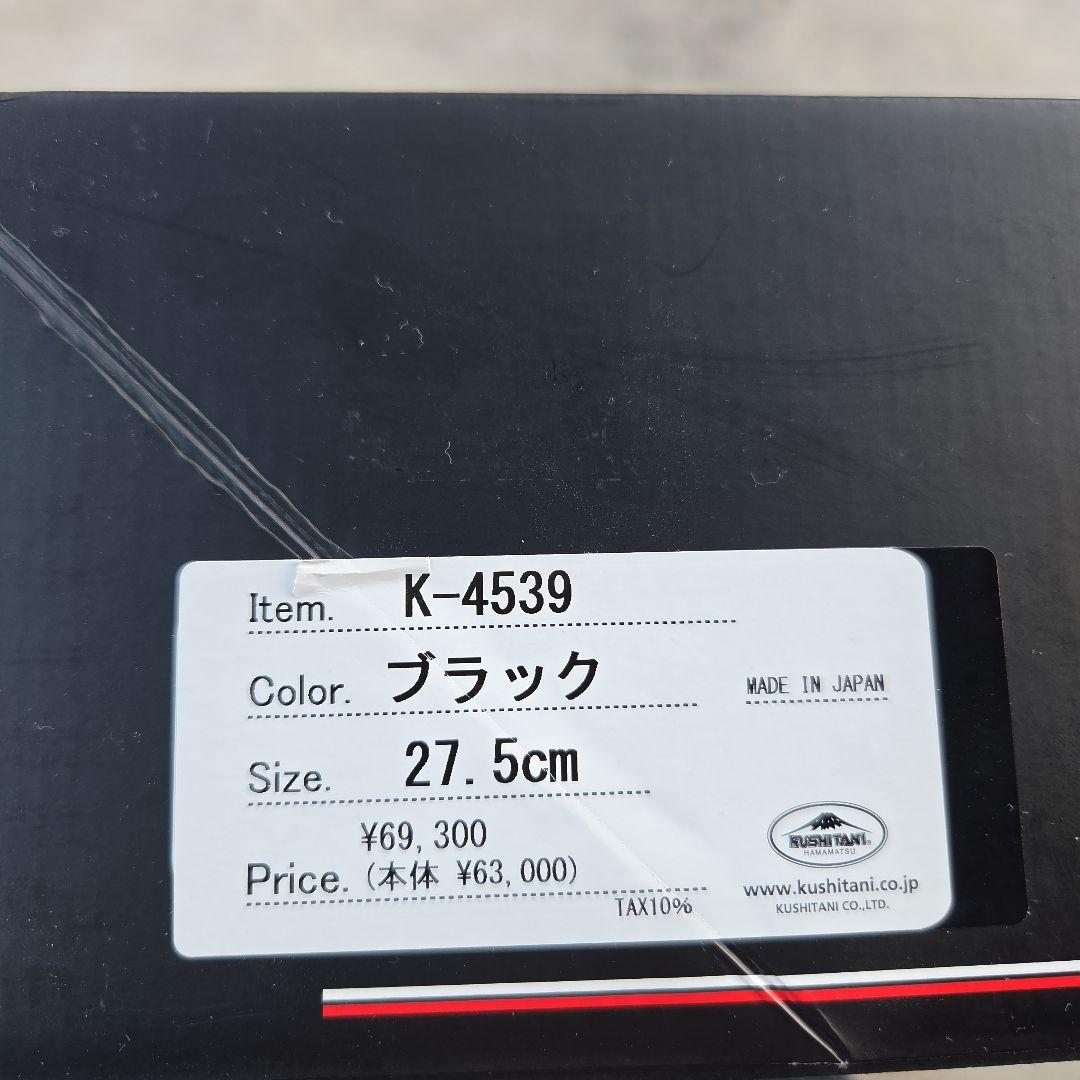 Item. K-4539
Color. ブラック
MADE IN JAPAN
Size. 27.5cm
¥69,300
Price. (本体 ¥63,000)
TAX10%
KUSHITANI®
HAMAMATSU
www.kushitani.co.jp
KUSHITANI CO.,LTD.